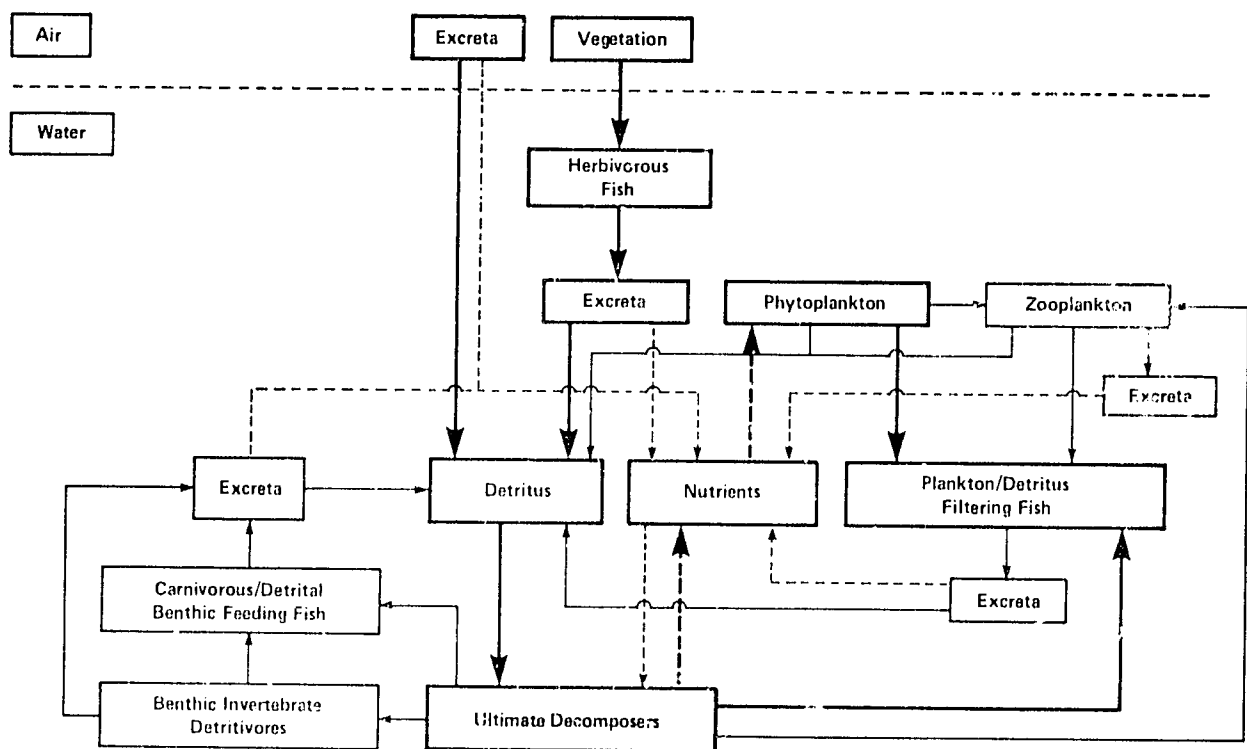 Air
Excreta
Vegetation
Water
Herbivorous
Fish
Excreta
Phytoplankton
Zooplankton
Excreta
Excreta
Detritus
Nutrients
Plankton/Detritus
Filtering Fish
Carnivorous/Detrital
Benthic Feeding Fish
Excreta
Benthic Invertebrate
Detritivores
Ultimate Decomposers